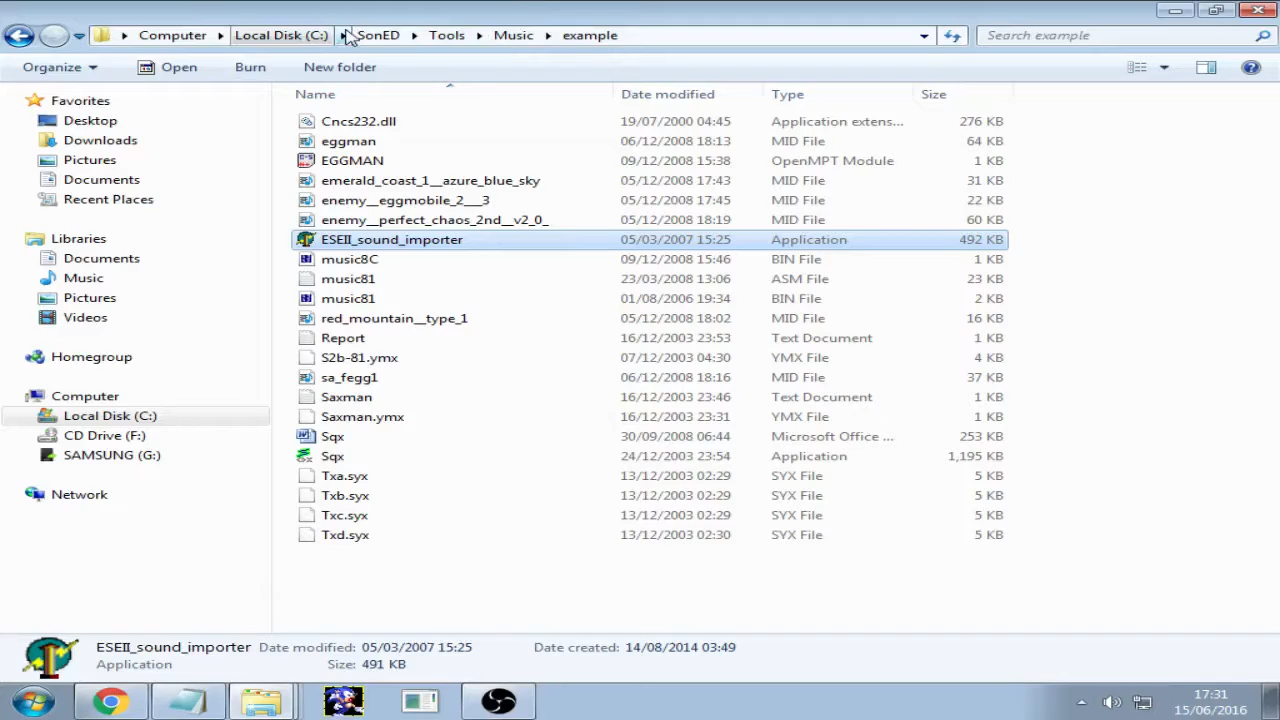 Computer Local Disk (C:) SonED Tools Music example Search example
Organize Open Burn New folder
Name Date modified Type Size
Favorites
Desktop
Downloads
Pictures
Documents
Recent Places
Libraries
Documents
Music
Pictures
Videos
Homegroup
Computer
Local Disk (C:)
CD Drive (F:)
SAMSUNG (G:)
Network
Cncs232.dll 19/07/2000 04:45 Application extens... 276 KB
eggman 06/12/2008 18:13 MID File 64 KB
EGGMAN 09/12/2008 15:38 OpenMPT Module 1 KB
emerald_coast_1__azure_blue_sky 05/12/2008 17:43 MID File 31 KB
enemy__eggmobile_2___3 05/12/2008 17:45 MID File 22 KB
enemy__perfect_chaos_2nd__v2_0_ 05/12/2008 18:19 MID File 60 KB
ESEII_sound_importer 05/03/2007 15:25 Application 492 KB
music8C 09/12/2008 15:46 BIN File 1 KB
music81 23/03/2008 13:06 ASM File 23 KB
music81 01/08/2006 19:34 BIN File 2 KB
red_mountain__type_1 05/12/2008 18:02 MID File 16 KB
Report 16/12/2003 23:53 Text Document 1 KB
S2b-81.ymx 07/12/2003 04:30 YMX File 4 KB
sa_fegg1 06/12/2008 18:16 MID File 37 KB
Saxman 16/12/2003 23:46 Text Document 1 KB
Saxman.ymx 16/12/2003 23:31 YMX File 1 KB
Sqx 30/09/2008 06:44 Microsoft Office ... 253 KB
Sqx 24/12/2003 23:54 Application 1,195 KB
Txa.syx 13/12/2003 02:29 SYX File 5 KB
Txb.syx 13/12/2003 02:29 SYX File 5 KB
Txc.syx 13/12/2003 02:29 SYX File 5 KB
Txd.syx 13/12/2003 02:30 SYX File 5 KB
ESEII_sound_importer Date modified: 05/03/2007 15:25 Date created: 14/08/2014 03:49
Application Size: 491 KB
17:31
15/06/2016